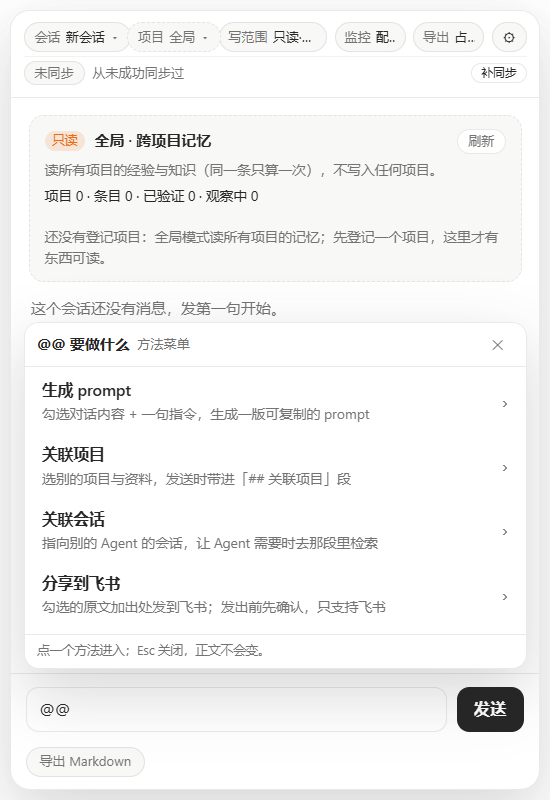 会话 新会话
项目 全局
写范围 只读·…
监控 配..
导出 占..
未同步 从未成功同步过 补同步
只读 全局 · 跨项目记忆 刷新
读所有项目的经验与知识（同一条只算一次），不写入任何项目。
项目 0 · 条目 0 · 已验证 0 · 观察中 0
还没有登记项目：全局模式读所有项目的记忆；先登记一个项目，这里才有
东西可读。
这个会话还没有消息，发第一句开始。
@@ 要做什么 方法菜单
生成 prompt
勾选对话内容 + 一句指令，生成一版可复制的 prompt
关联项目
选别的项目与资料，发送时带进「## 关联项目」段
关联会话
指向别的 Agent 的会话，让 Agent 需要时去那段里检索
分享到飞书
勾选的原文加出处发到飞书；发出前先确认，只支持飞书
点一个方法进入；Esc 关闭，正文不会变。
@@
发送
导出 Markdown